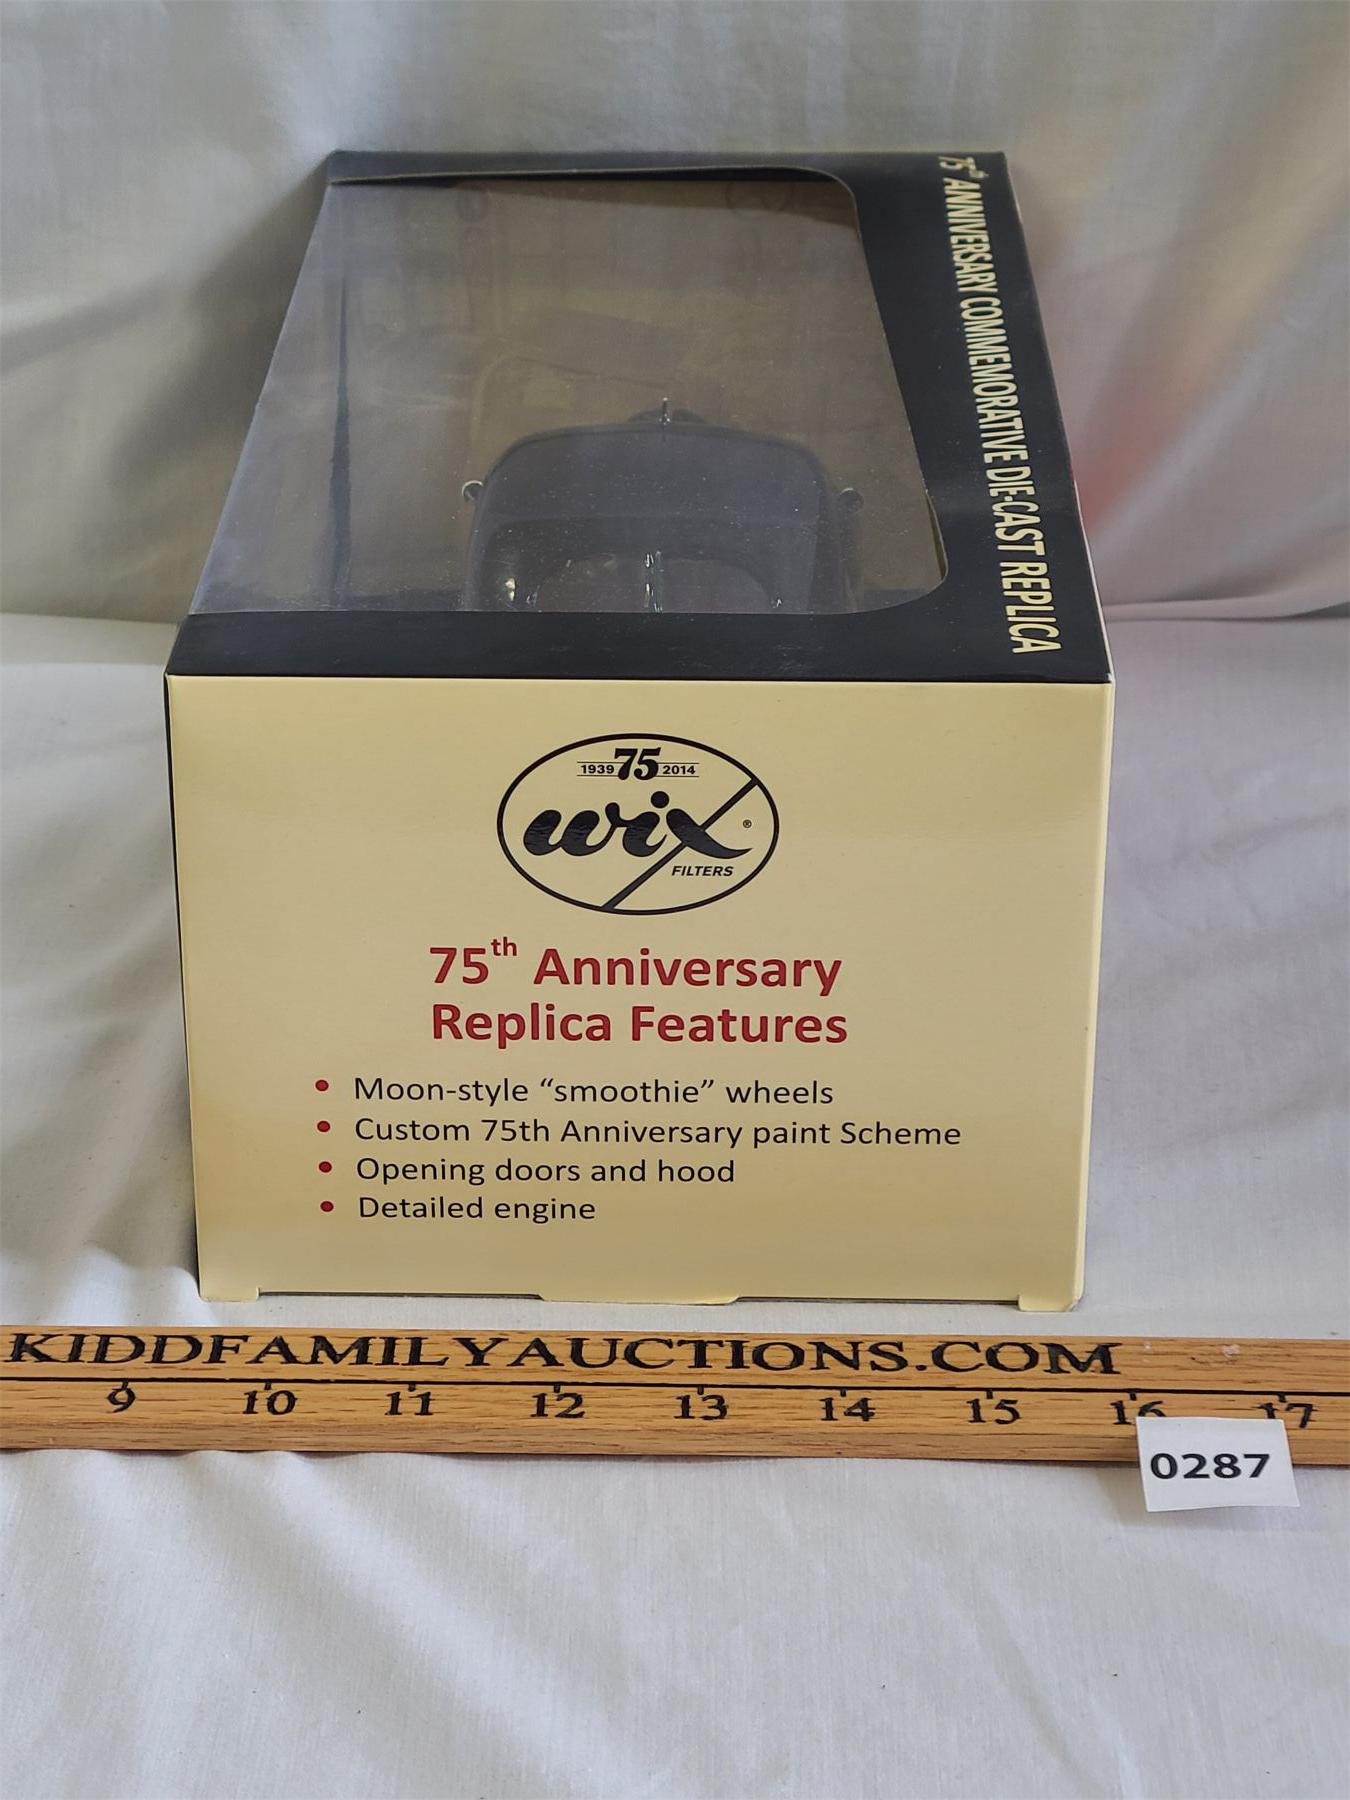 75th ANNIVERSARY COMMEMORATIVE DIE-CAST REPLICA
1939 75 2014
wix ®
FILTERS
75th Anniversary
Replica Features
• Moon-style “smoothie” wheels
• Custom 75th Anniversary paint Scheme
• Opening doors and hood
• Detailed engine
KIDDFAMILYAUCTIONS.COM
9 10 11 12 13 14 15 16 17
0287